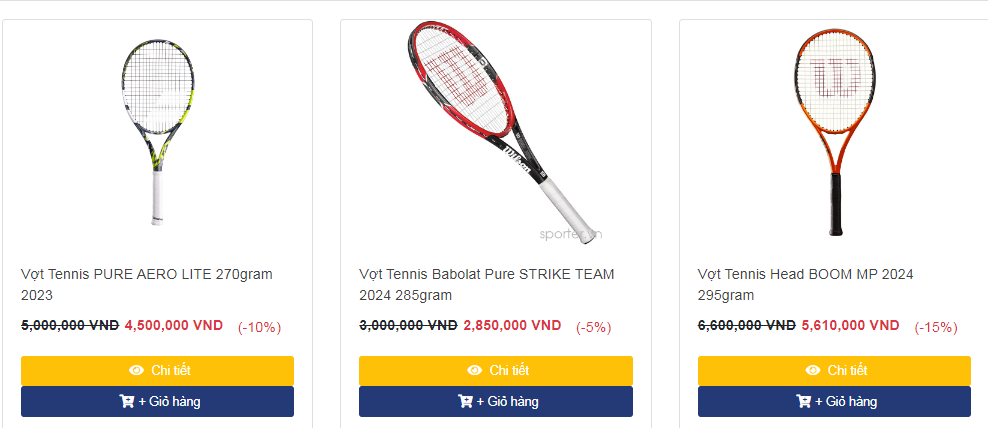 Wilson
sporter.vn
Vợt Tennis PURE AERO LITE 270gram
2023
5,000,000 VND 4,500,000 VND (-10%)
Chi tiết
+ Giỏ hàng
Vợt Tennis Babolat Pure STRIKE TEAM
2024 285gram
3,000,000 VND 2,850,000 VND (-5%)
Chi tiết
+ Giỏ hàng
Vợt Tennis Head BOOM MP 2024
295gram
6,600,000 VND 5,610,000 VND (-15%)
Chi tiết
+ Giỏ hàng